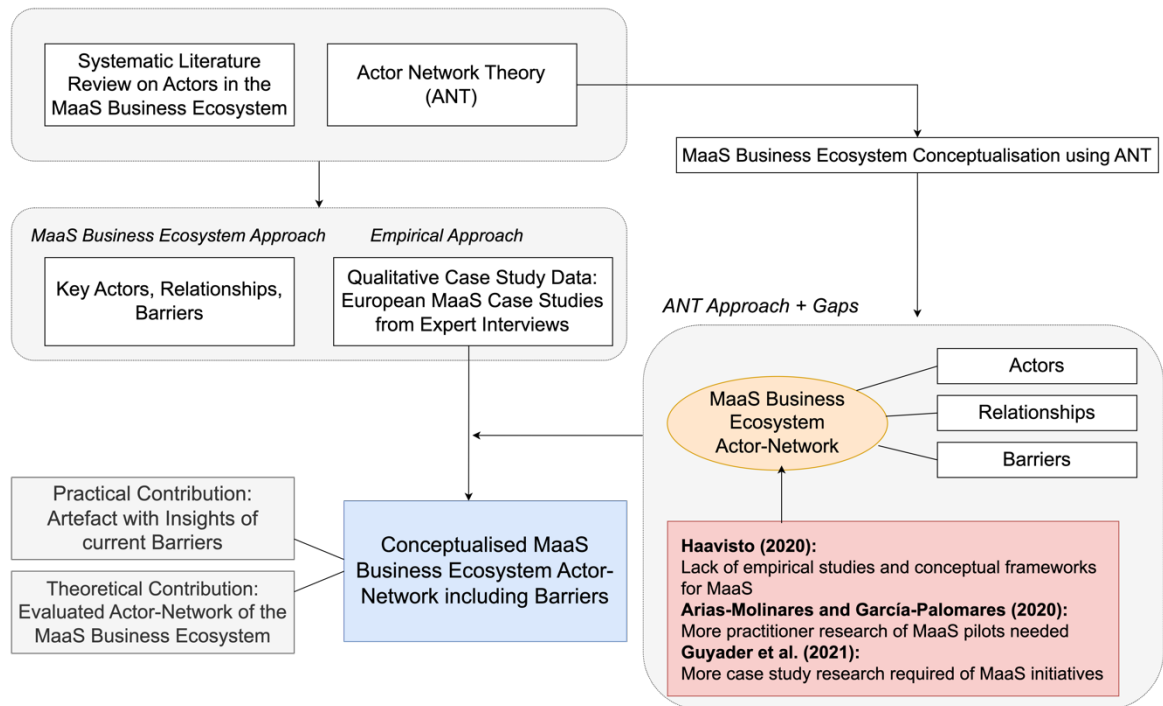 Systematic Literature
Review on Actors in the
MaaS Business Ecosystem
Actor Network Theory
(ANT)
MaaS Business Ecosystem Conceptualisation using ANT
MaaS Business Ecosystem Approach
Empirical Approach
Key Actors, Relationships,
Barriers
Qualitative Case Study Data:
European MaaS Case Studies
from Expert Interviews
ANT Approach + Gaps
MaaS Business
Ecosystem
Actor-Network
Actors
Relationships
Barriers
Practical Contribution:
Artefact with Insights of
current Barriers
Theoretical Contribution:
Evaluated Actor-Network of the
MaaS Business Ecosystem
Conceptualised MaaS
Business Ecosystem Actor-
Network including Barriers
Haavisto (2020):
Lack of empirical studies and conceptual frameworks
for MaaS
Arias-Molinares and García-Palomares (2020):
More practitioner research of MaaS pilots needed
Guyader et al. (2021):
More case study research required of MaaS initiatives